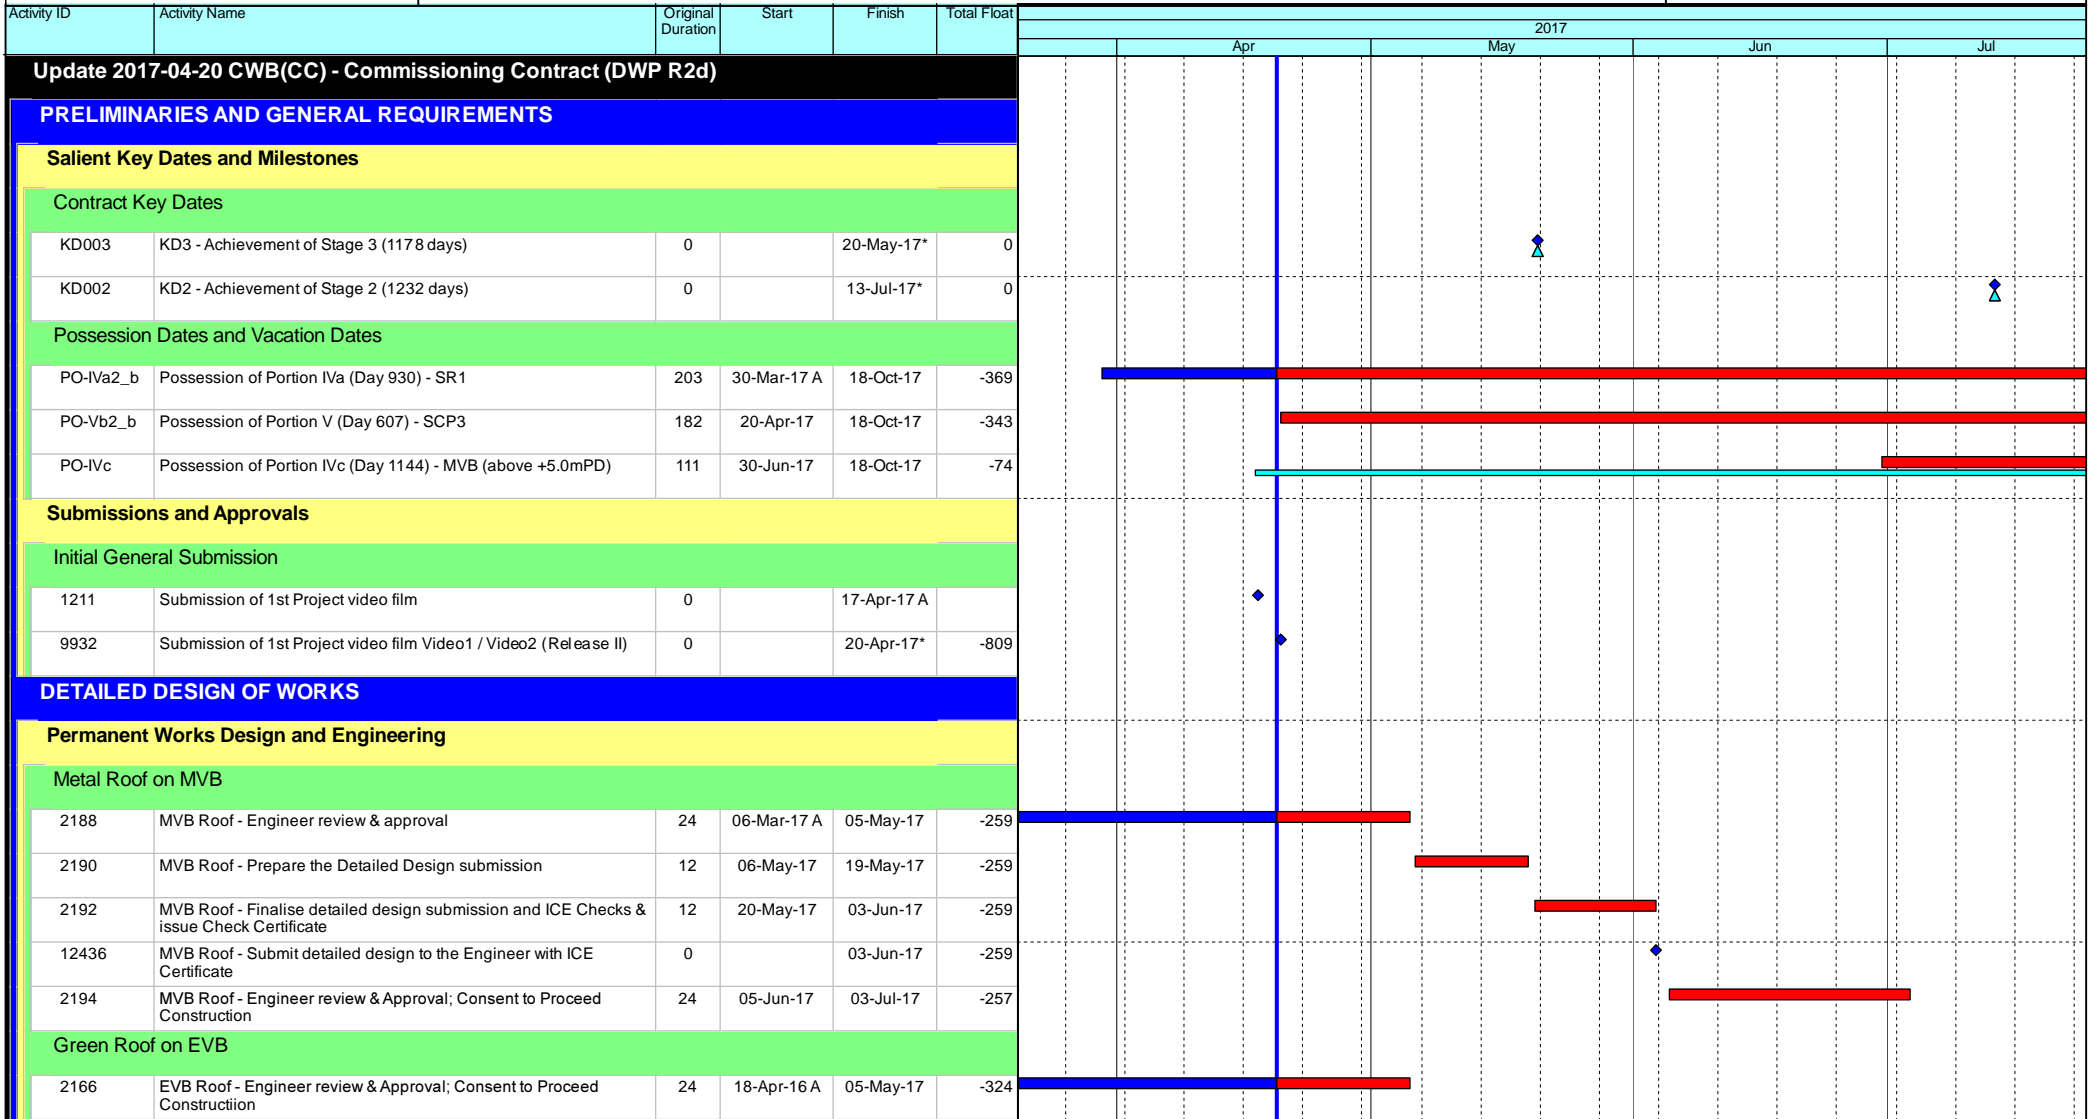 Activity ID Activity Name Original Duration Start Finish Total Float
2017
Apr May Jun Jul
Update 2017-04-20 CWB(CC) - Commissioning Contract (DWP R2d)
PRELIMINARIES AND GENERAL REQUIREMENTS
Salient Key Dates and Milestones
Contract Key Dates
KD003 KD3 - Achievement of Stage 3 (1178 days) 0 20-May-17* 0
KD002 KD2 - Achievement of Stage 2 (1232 days) 0 13-Jul-17* 0
Possession Dates and Vacation Dates
PO-IVa2_b Possession of Portion IVa (Day 930) - SR1 203 30-Mar-17 A 18-Oct-17 -369
PO-Vb2_b Possession of Portion V (Day 607) - SCP3 182 20-Apr-17 18-Oct-17 -343
PO-IVc Possession of Portion IVc (Day 1144) - MVB (above +5.0mPD) 111 30-Jun-17 18-Oct-17 -74
Submissions and Approvals
Initial General Submission
1211 Submission of 1st Project video film 0 17-Apr-17 A
9932 Submission of 1st Project video film Video1 / Video2 (Release II) 0 20-Apr-17* -809
DETAILED DESIGN OF WORKS
Permanent Works Design and Engineering
Metal Roof on MVB
2188 MVB Roof - Engineer review & approval 24 06-Mar-17 A 05-May-17 -259
2190 MVB Roof - Prepare the Detailed Design submission 12 06-May-17 19-May-17 -259
2192 MVB Roof - Finalise detailed design submission and ICE Checks & 12 20-May-17 03-Jun-17 -259
issue Check Certificate
12436 MVB Roof - Submit detailed design to the Engineer with ICE 0 03-Jun-17 -259
Certificate
2194 MVB Roof - Engineer review & Approval; Consent to Proceed 24 05-Jun-17 03-Jul-17 -257
Construction
Green Roof on EVB
2166 EVB Roof - Engineer review & Approval; Consent to Proceed 24 18-Apr-16 A 05-May-17 -324
Constructiion